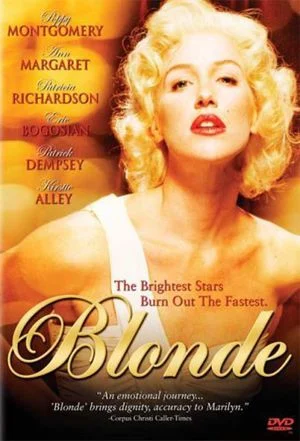 Poppy
MONTGOMERY
Ann
MARGARET
Patricia
RICHARDSON
Eric
BOGOSIAN
Patrick
DEMPSEY
Kirstie
ALLEY
The Brightest Stars
Burn Out The Fastest.
Blonde
"An emotional journey...
'Blonde' brings dignity, accuracy to Marilyn."
-Corpus Christi Caller-Times
DVD
VIDEO